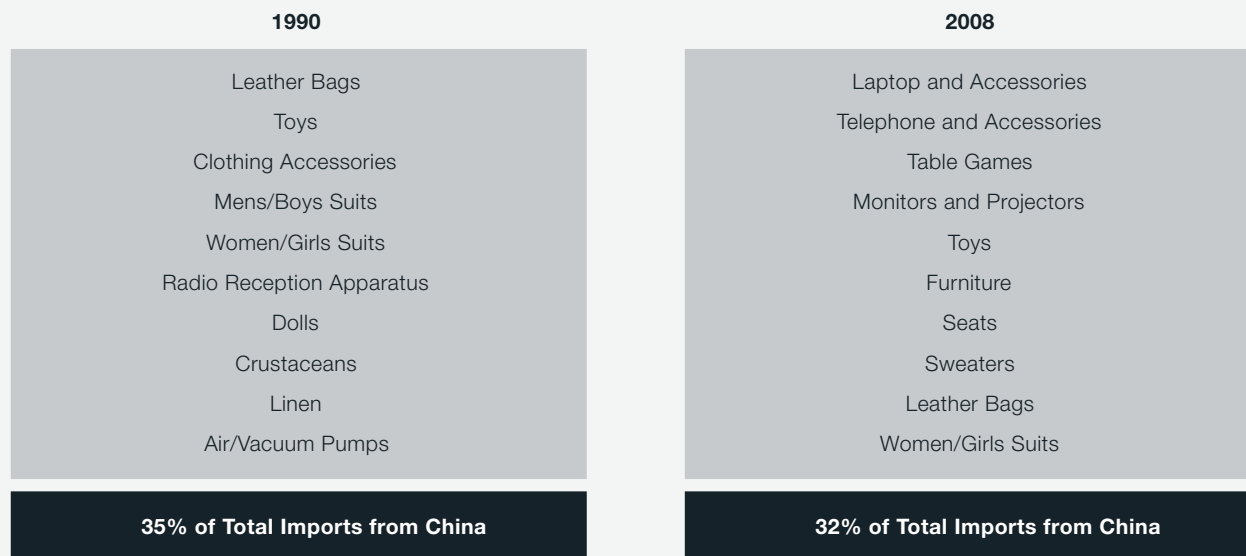 1990
Leather Bags
Toys
Clothing Accessories
Mens/Boys Suits
Women/Girls Suits
Radio Reception Apparatus
Dolls
Crustaceans
Linen
Air/Vacuum Pumps
35% of Total Imports from China
2008
Laptop and Accessories
Telephone and Accessories
Table Games
Monitors and Projectors
Toys
Furniture
Seats
Sweaters
Leather Bags
Women/Girls Suits
32% of Total Imports from China